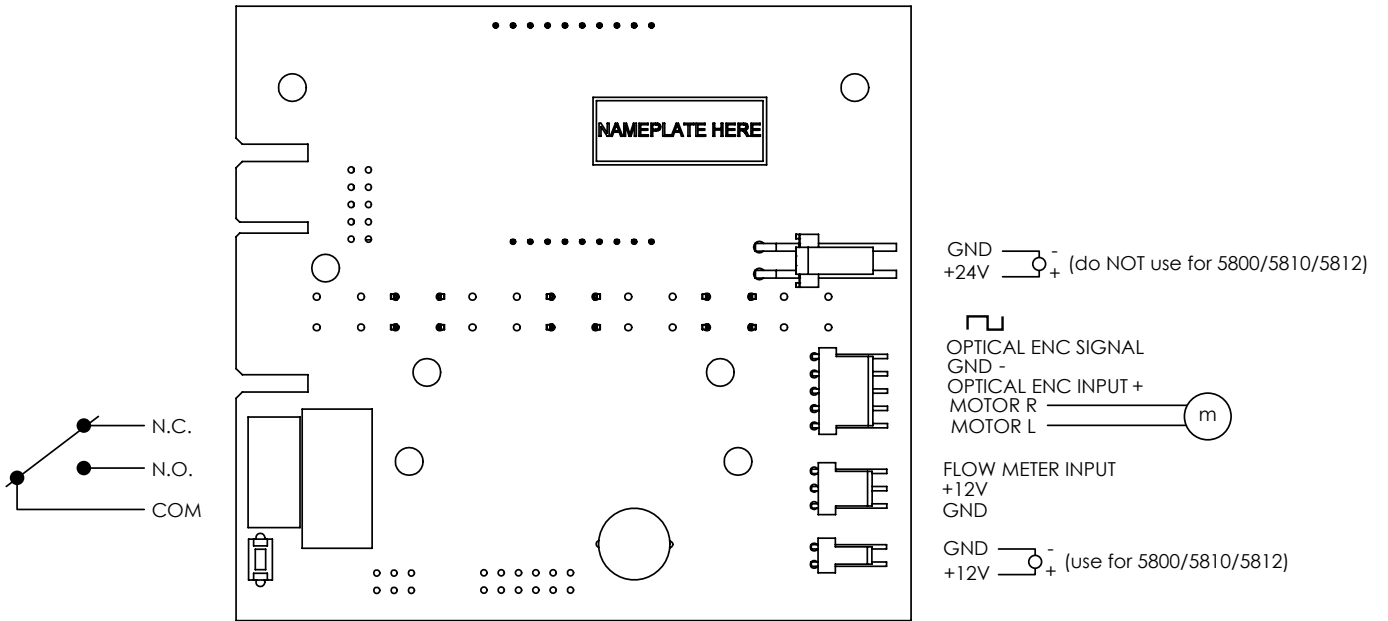 NAMEPLATE HERE
GND -
+24V + (do NOT use for 5800/5810/5812)
OPTICAL ENC SIGNAL
GND -
OPTICAL ENC INPUT +
MOTOR R
MOTOR L
m
N.C.
N.O.
COM
FLOW METER INPUT
+12V
GND
GND -
+12V + (use for 5800/5810/5812)